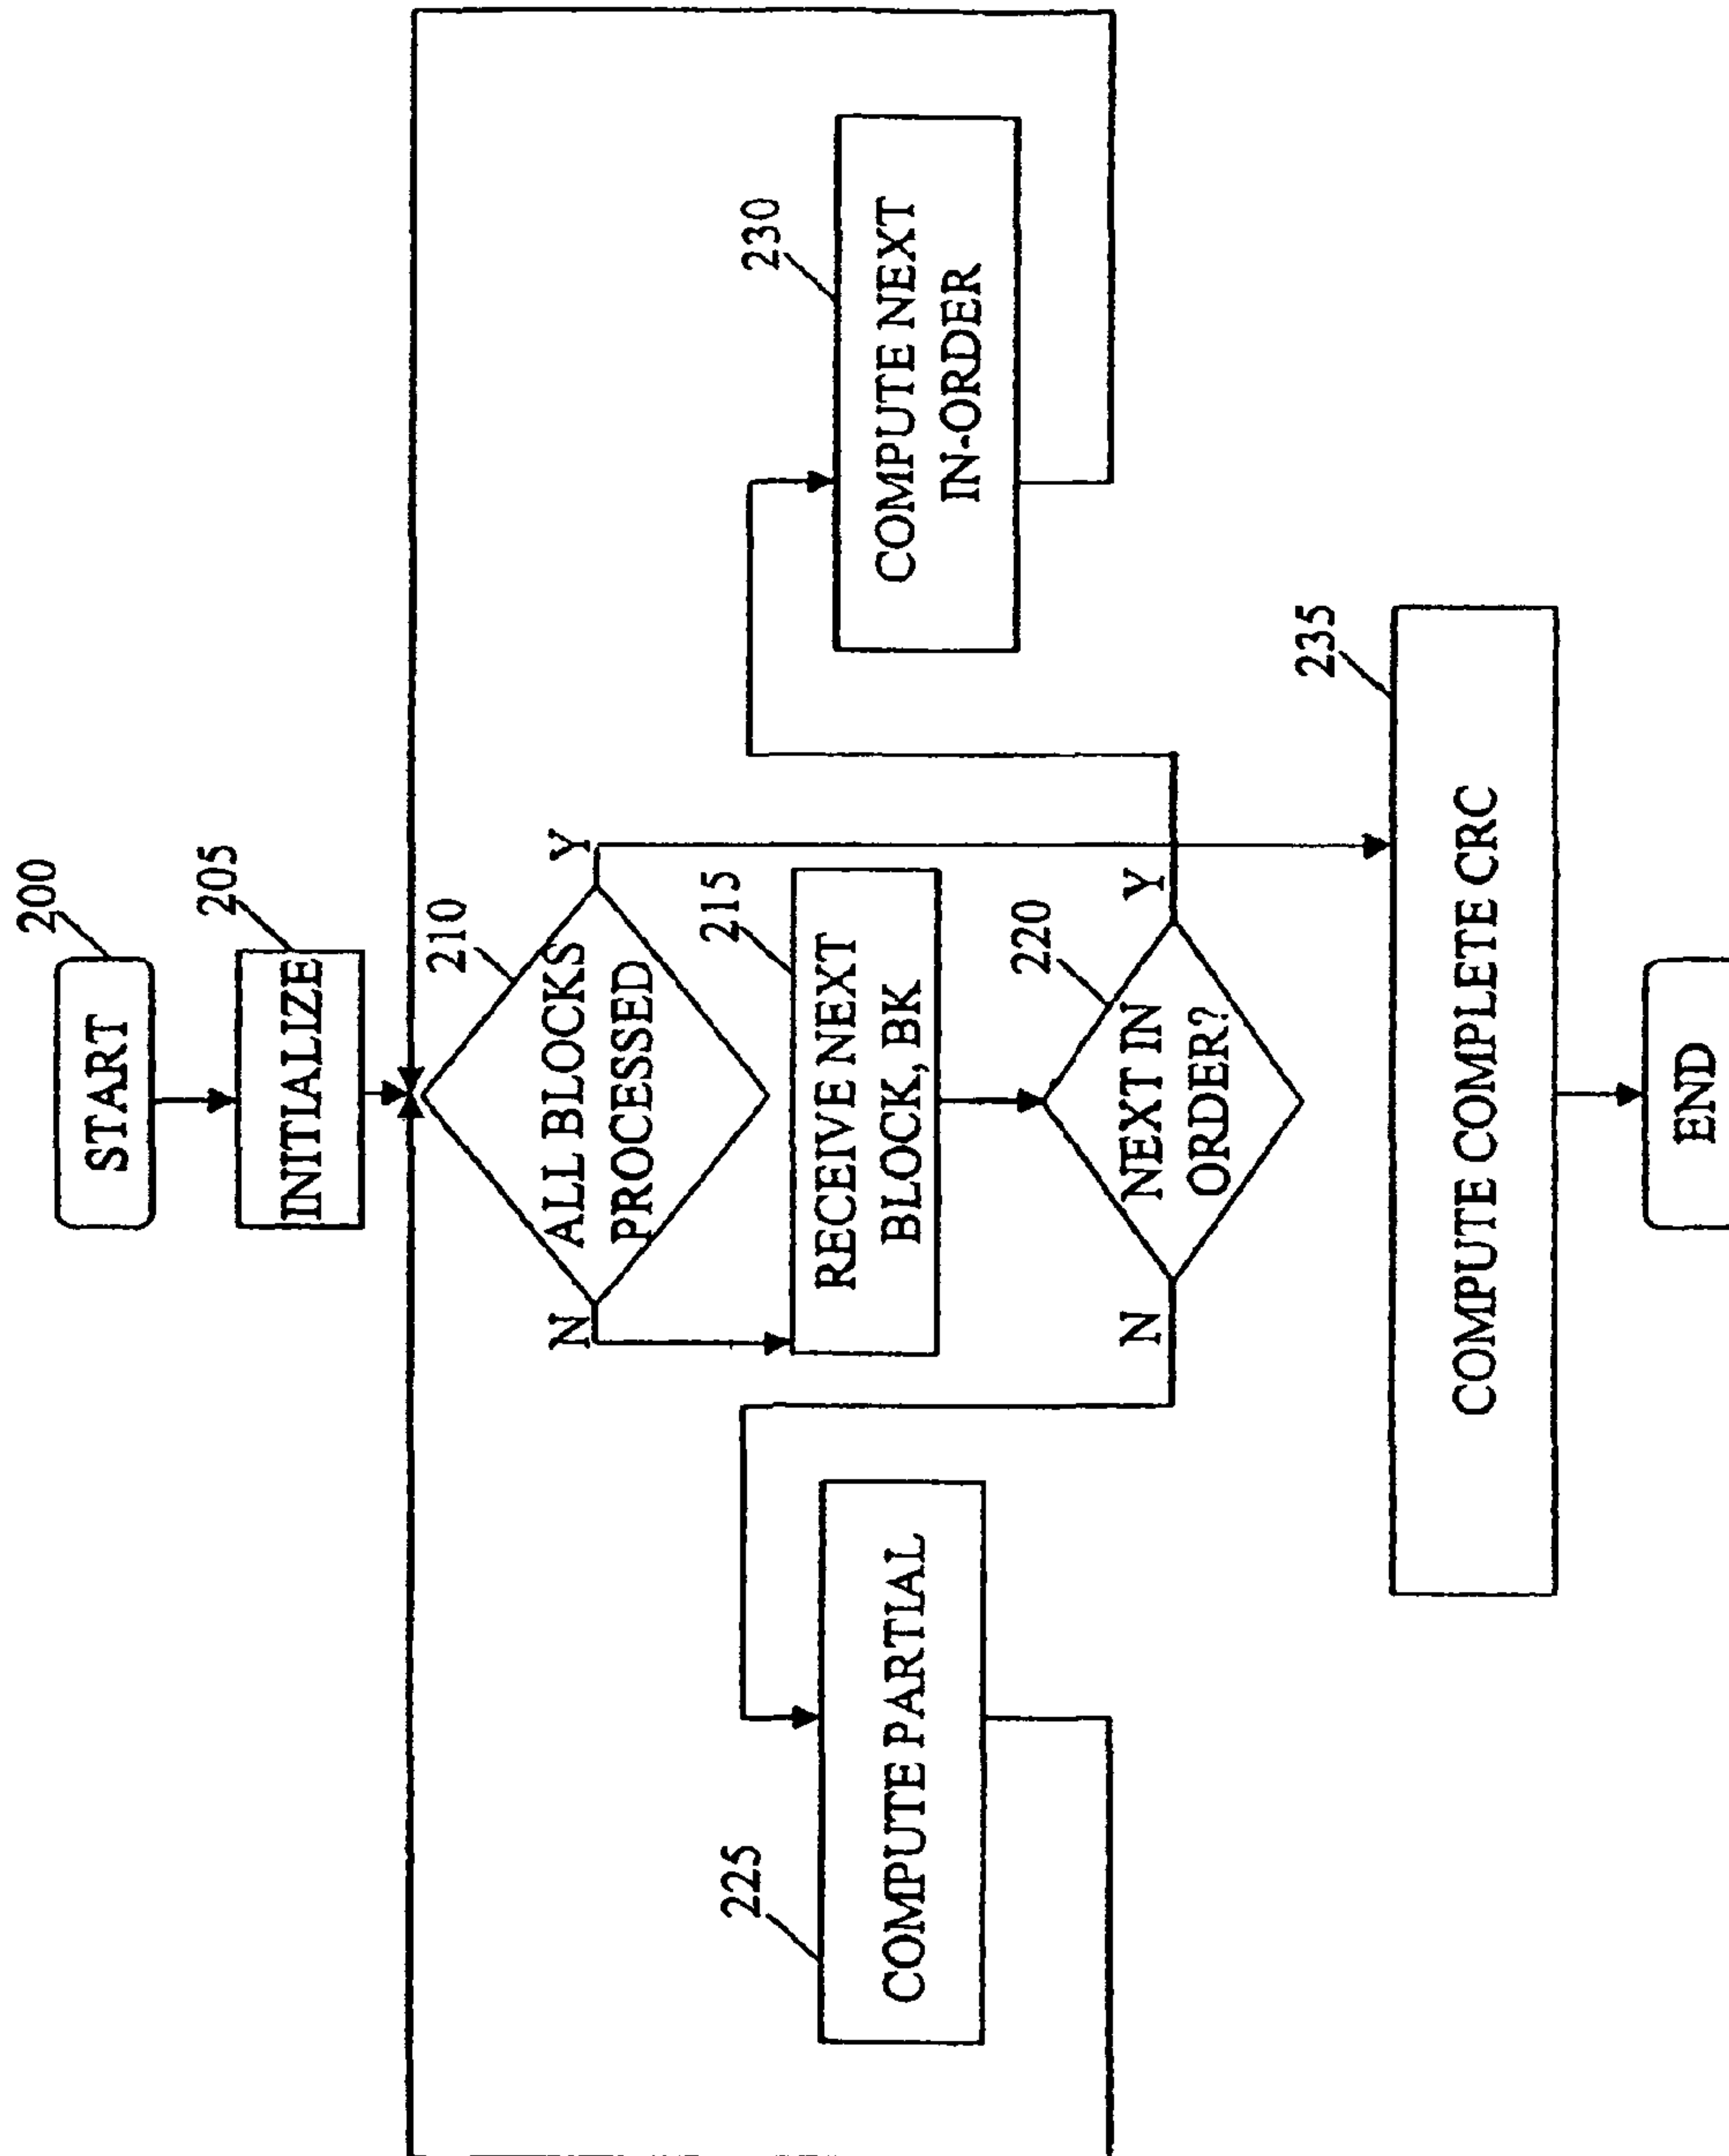 200
START
205
INITIALIZE
210
ALL BLOCKS
PROCESSED
N
Y
215
RECEIVE NEXT
BLOCK, BK
220
NEXT IN
ORDER?
N
Y
225
COMPUTE PARTIAL
230
COMPUTE NEXT
IN-ORDER
235
COMPUTE COMPLETE CRC
END